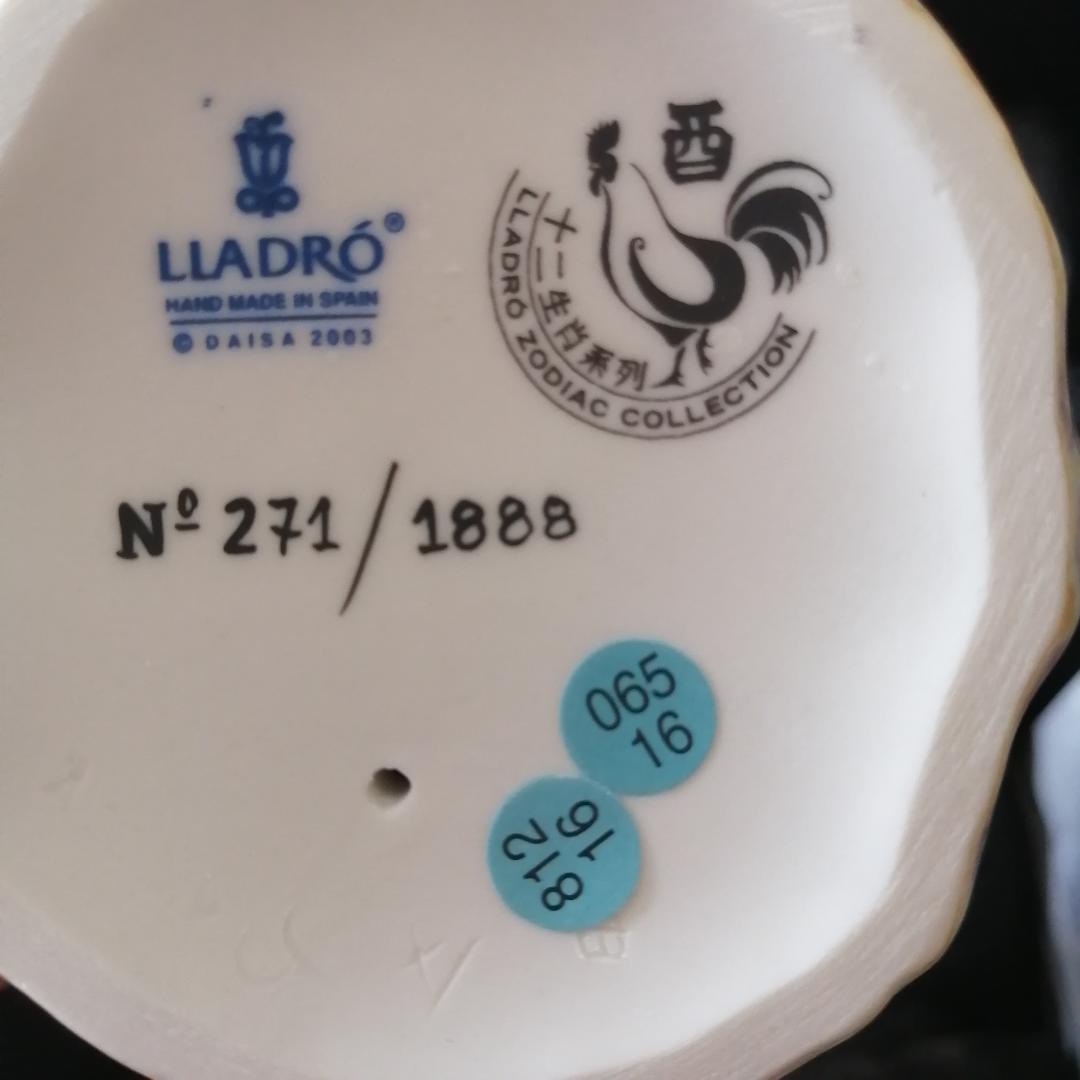 LLADRÓ®
HAND MADE IN SPAIN
© DAISA 2003
酉
十二生肖系列
LLADRÓ ZODIAC COLLECTION
Nº 271/1888
065
16
812
16